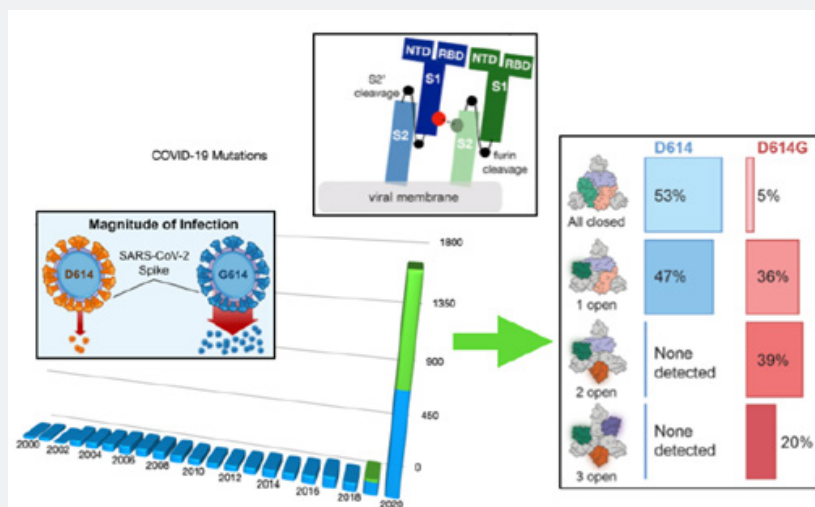 NTD RBD NTD RBD
S2'
cleavage
S1
S1
S2
S2
furin
cleavage
viral membrane
COVID-19 Mutations
Magnitude of Infection
SARS-CoV-2
Spike
D614
G614
1800
1350
900
450
0
2000
2002
2004
2006
2008
2010
2012
2014
2016
2018
2020
D614
D614G
All closed
53%
5%
1 open
47%
36%
2 open
None
detected
39%
3 open
None
detected
20%